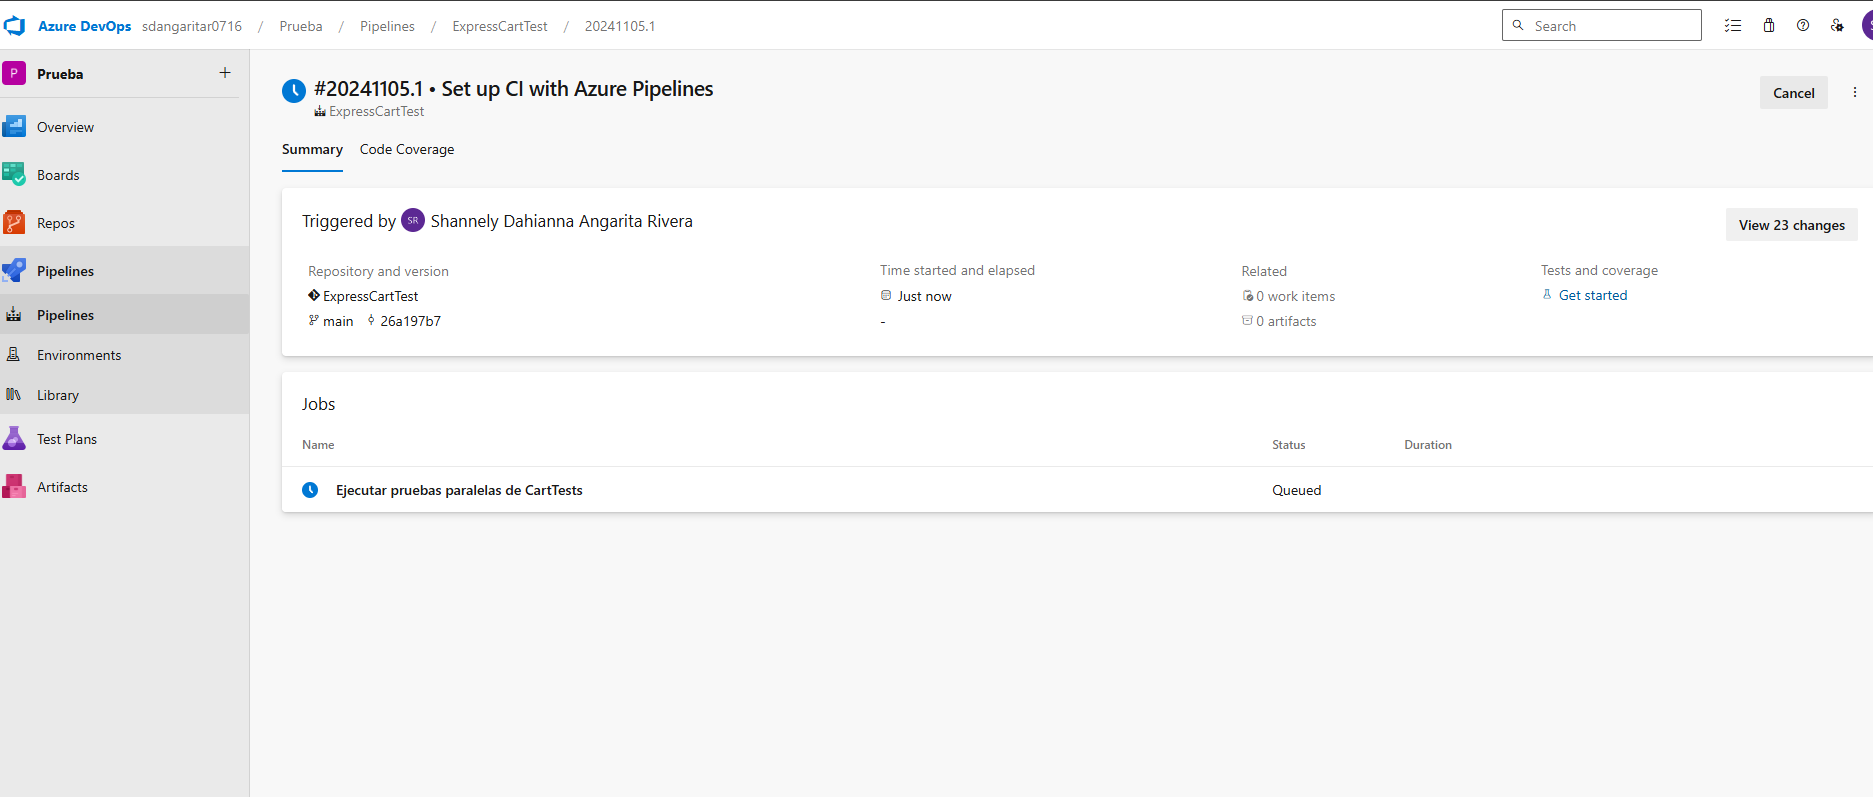 Azure DevOps sdangaritar0716 / Prueba / Pipelines / ExpressCartTest / 20241105.1
Search
P Prueba
Overview
Boards
Repos
Pipelines
Pipelines
Environments
Library
Test Plans
Artifacts
#20241105.1 • Set up CI with Azure Pipelines
ExpressCartTest
Cancel
Summary Code Coverage
Triggered by SR Shannely Dahianna Angarita Rivera
View 23 changes
Repository and version
ExpressCartTest
main 26a197b7
Time started and elapsed
Just now
-
Related
0 work items
0 artifacts
Tests and coverage
Get started
Jobs
Name Status Duration
Ejecutar pruebas paralelas de CartTests Queued